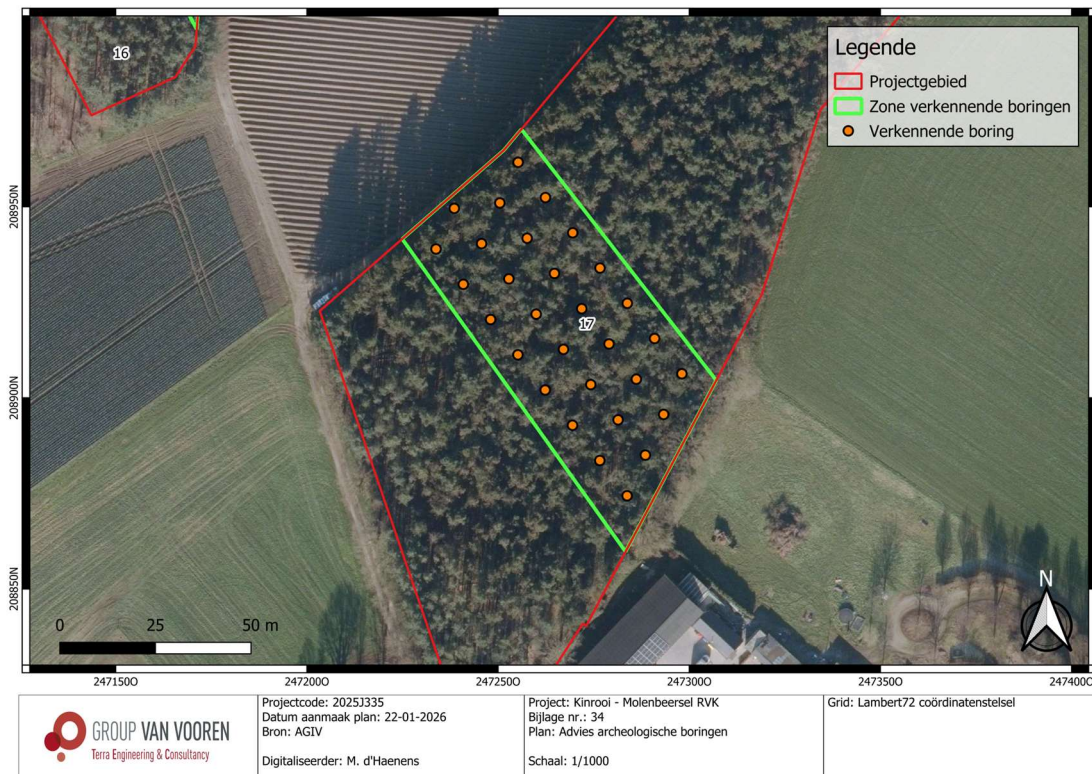 16
Legende
Projectgebied
Zone verkennende boringen
Verkennende boring
208950N
17
208900N
208850N
0 25 50 m
N
247150O 247200O 247250O 247300O 247350O 247400O
GROUP VAN VOOREN
Terra Engineering & Consultancy
Projectcode: 2025J335
Datum aanmaak plan: 22-01-2026
Bron: AGIV
Digitaliseerder: M. d'Haenens
Project: Kinrooi - Molenbeersel RVK
Bijlage nr.: 34
Plan: Advies archeologische boringen
Schaal: 1/1000
Grid: Lambert72 coördinatenstelsel